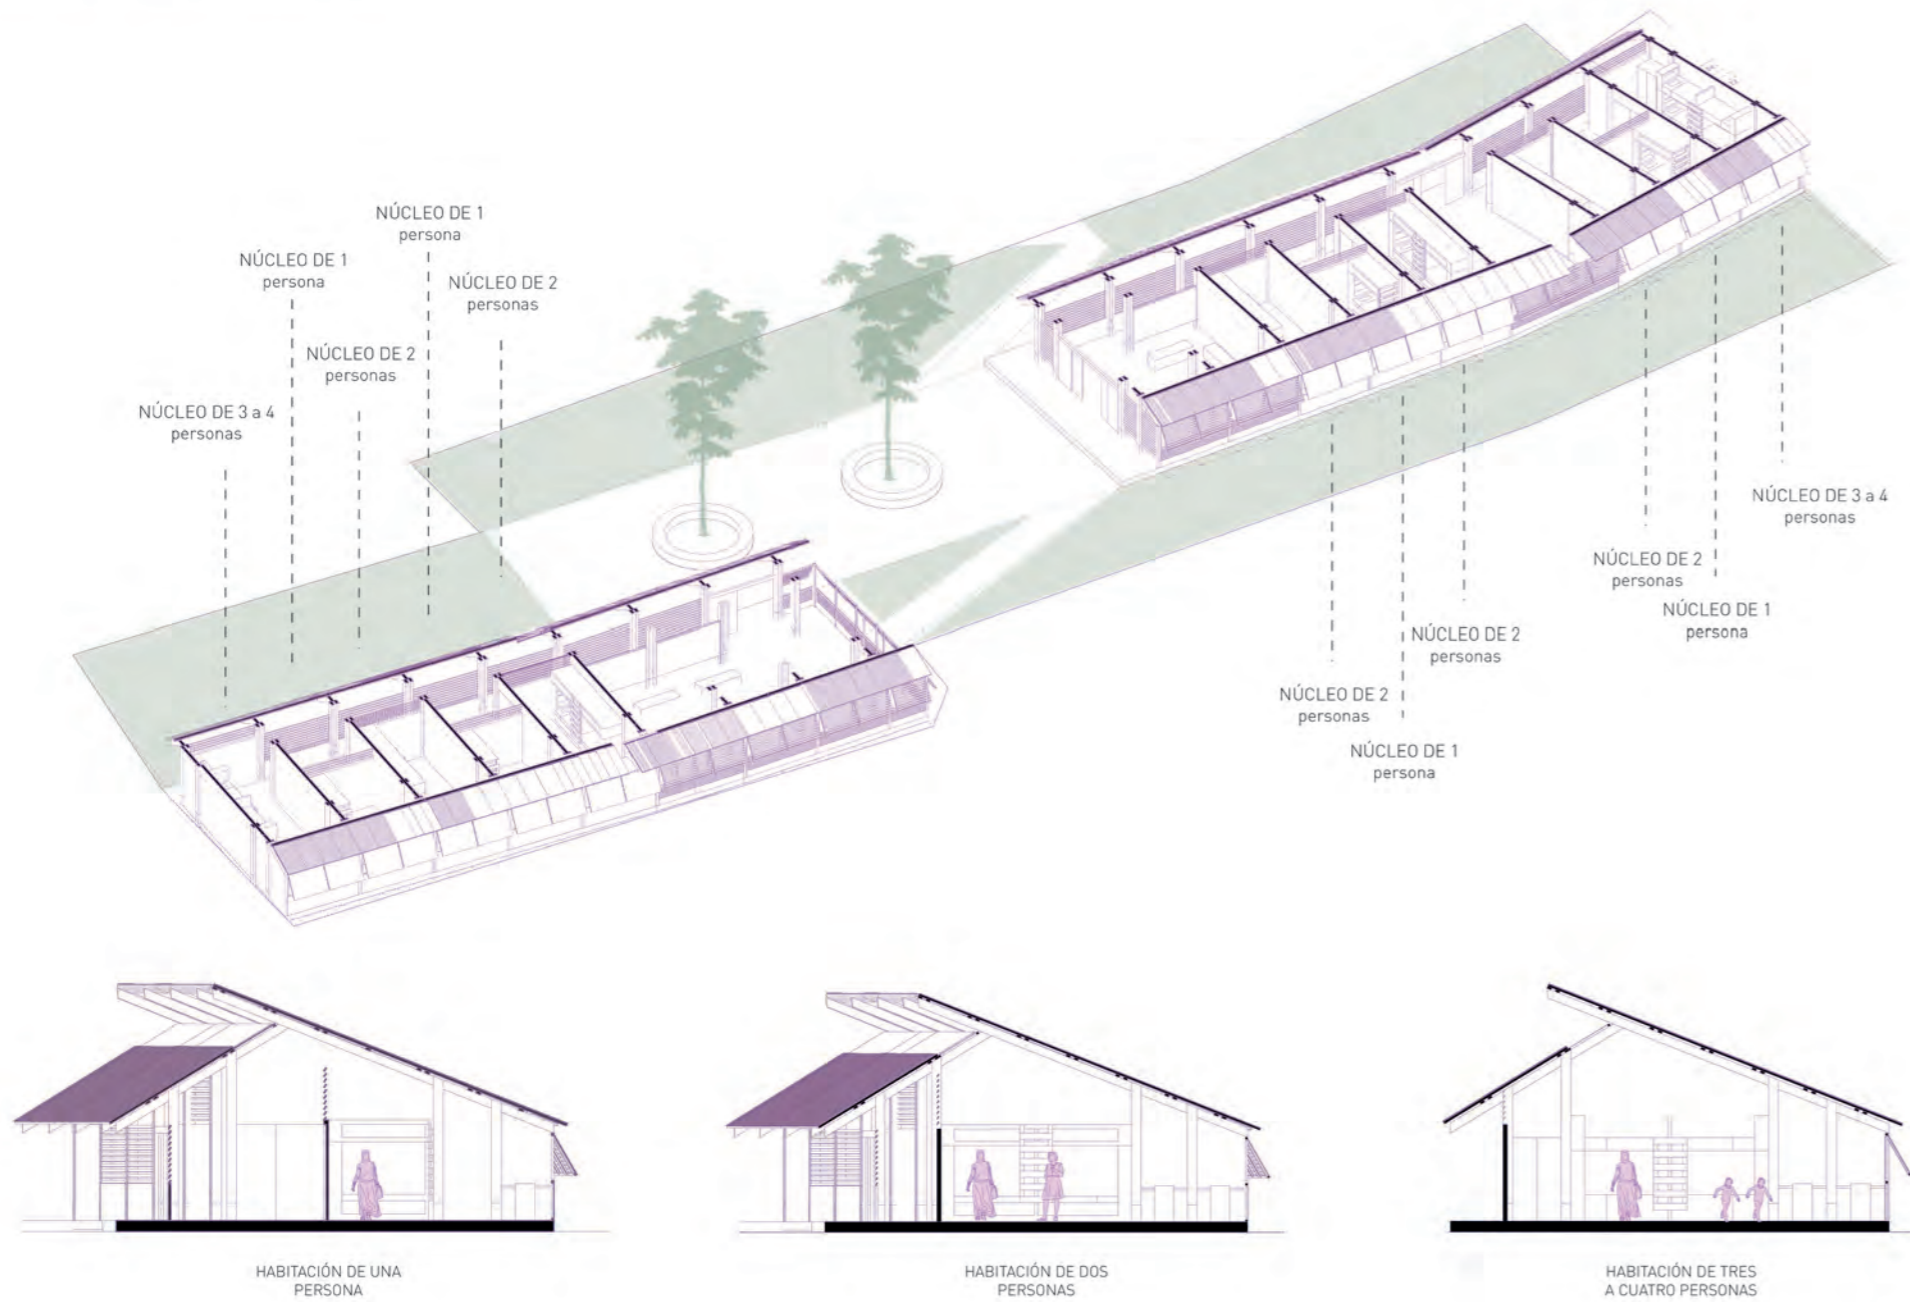 NÚCLEO DE 1
persona
NÚCLEO DE 1
persona
NÚCLEO DE 2
personas
NÚCLEO DE 2
personas
NÚCLEO DE 3 a 4
personas
NÚCLEO DE 3 a 4
personas
NÚCLEO DE 2
personas
NÚCLEO DE 1
persona
NÚCLEO DE 2
personas
NÚCLEO DE 2
personas
NÚCLEO DE 1
persona
HABITACIÓN DE UNA
PERSONA
HABITACIÓN DE DOS
PERSONAS
HABITACIÓN DE TRES
A CUATRO PERSONAS